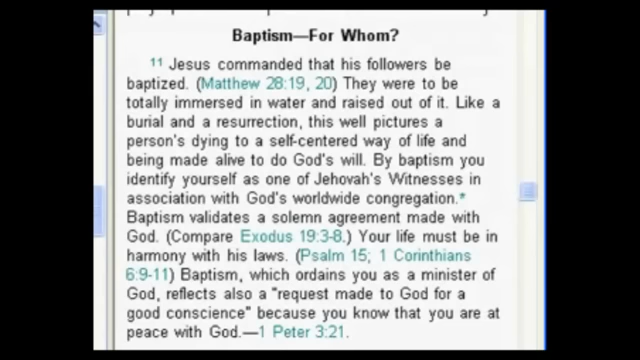 Baptism—For Whom?
11 Jesus commanded that his followers be
baptized. (Matthew 28:19, 20) They were to be
totally immersed in water and raised out of it. Like a
burial and a resurrection, this well pictures a
person's dying to a self-centered way of life and
being made alive to do God's will. By baptism you
identify yourself as one of Jehovah's Witnesses in
association with God's worldwide congregation.*
Baptism validates a solemn agreement made with
God. (Compare Exodus 19:3-8.) Your life must be in
harmony with his laws. (Psalm 15; 1 Corinthians
6:9-11) Baptism, which ordains you as a minister of
God, reflects also a "request made to God for a
good conscience" because you know that you are at
peace with God.—1 Peter 3:21.